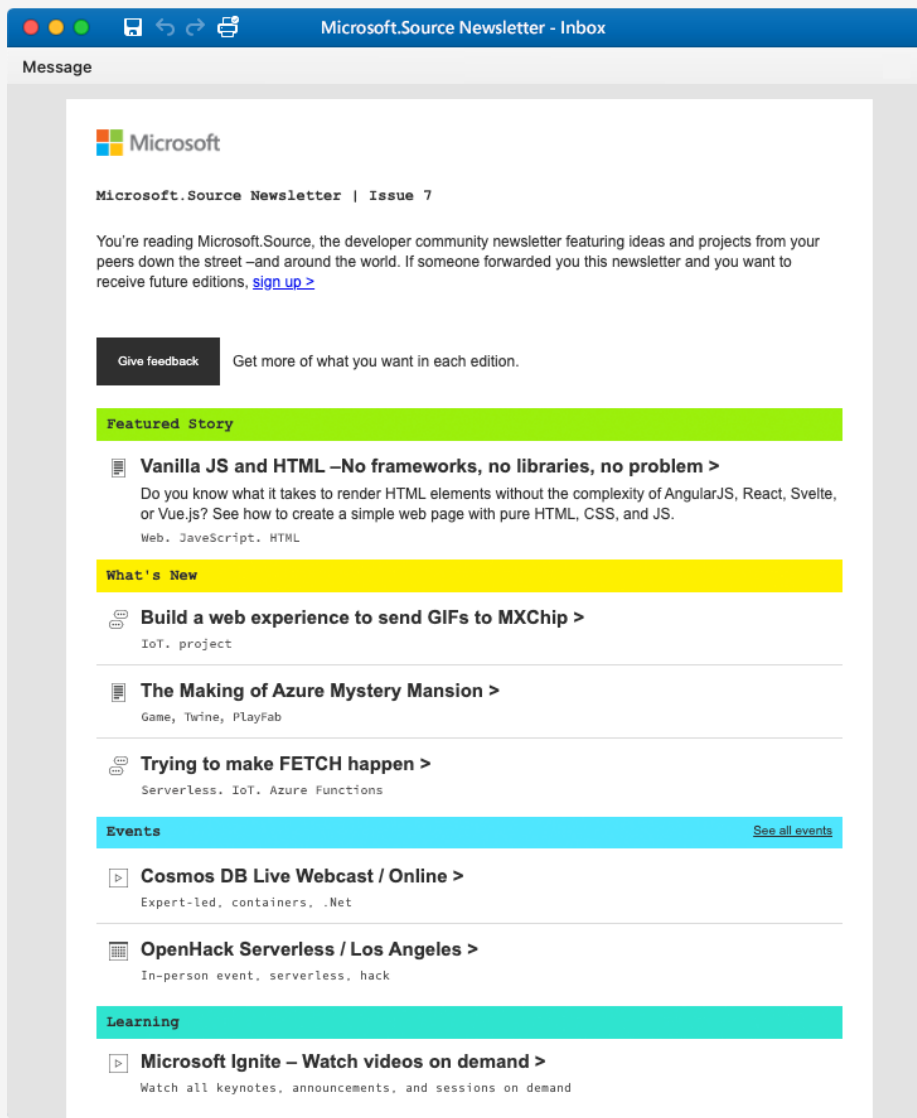 Microsoft.Source Newsletter - Inbox
Message
Microsoft
Microsoft.Source Newsletter | Issue 7
You're reading Microsoft.Source, the developer community newsletter featuring ideas and projects from your
peers down the street –and around the world. If someone forwarded you this newsletter and you want to
receive future editions, sign up >
Give feedback Get more of what you want in each edition.
Featured Story
Vanilla JS and HTML –No frameworks, no libraries, no problem >
Do you know what it takes to render HTML elements without the complexity of AngularJS, React, Svelte,
or Vue.js? See how to create a simple web page with pure HTML, CSS, and JS.
Web. JaveScript. HTML
What's New
Build a web experience to send GIFs to MXChip >
IoT. project
The Making of Azure Mystery Mansion >
Game, Twine, PlayFab
Trying to make FETCH happen >
Serverless. IoT. Azure Functions
Events See all events
Cosmos DB Live Webcast / Online >
Expert-led, containers, .Net
OpenHack Serverless / Los Angeles >
In-person event, serverless, hack
Learning
Microsoft Ignite – Watch videos on demand >
Watch all keynotes, announcements, and sessions on demand